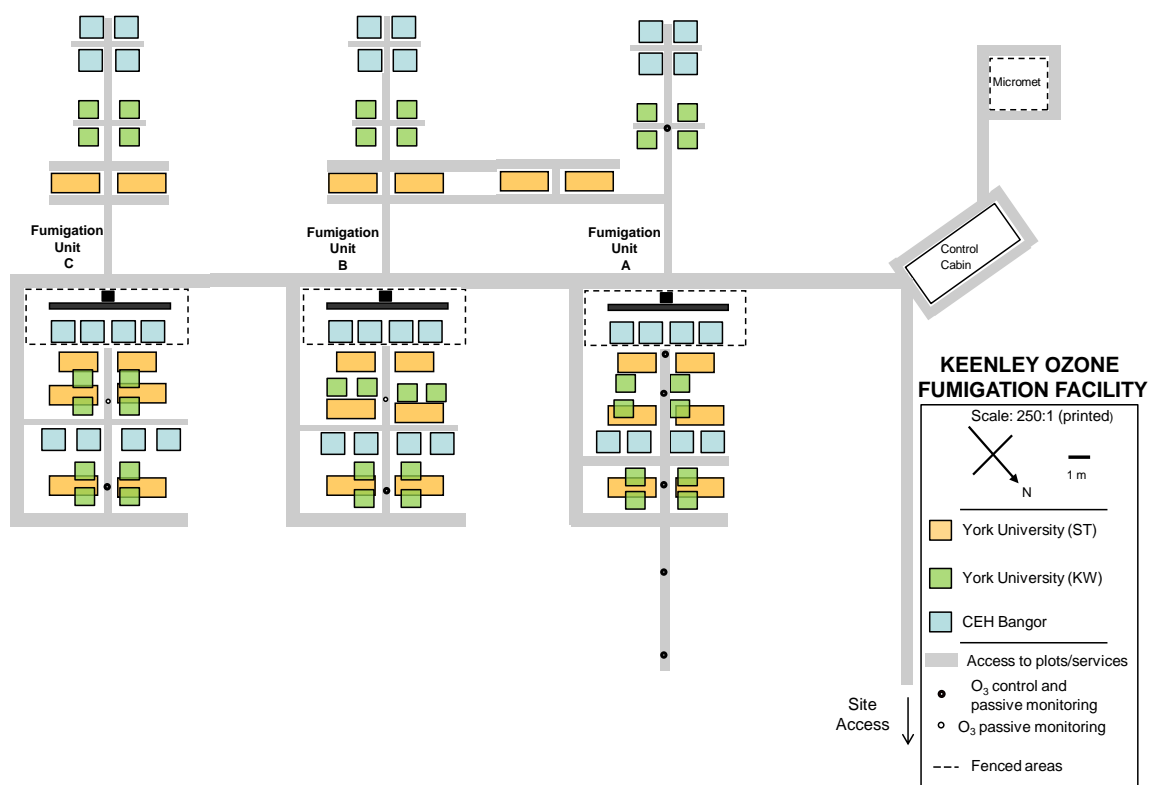 Micromet
Control
Cabin
Fumigation
Unit
C
Fumigation
Unit
B
Fumigation
Unit
A
KEENLEY OZONE
FUMIGATION FACILITY
Scale: 250:1 (printed)
N
1 m
York University (ST)
York University (KW)
CEH Bangor
Access to plots/services
O₃ control and
passive monitoring
O₃ passive monitoring
Fenced areas
Site
Access